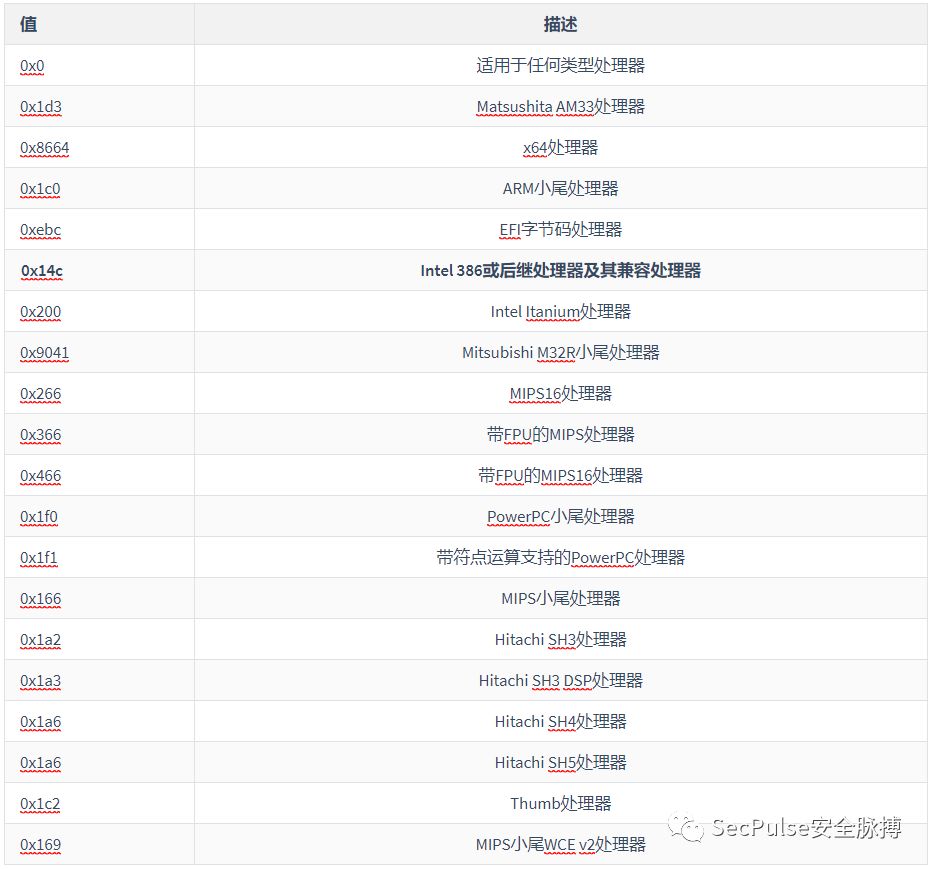 值 描述
0x0 适用于任何类型处理器
0x1d3 Matsushita AM33处理器
0x8664 x64处理器
0x1c0 ARM小尾处理器
0xebc EFI字节码处理器
0x14c Intel 386或后继处理器及其兼容处理器
0x200 Intel Itanium处理器
0x9041 Mitsubishi M32R小尾处理器
0x266 MIPS16处理器
0x366 带FPU的MIPS处理器
0x466 带FPU的MIPS16处理器
0x1f0 PowerPC小尾处理器
0x1f1 带符点运算支持的PowerPC处理器
0x166 MIPS小尾处理器
0x1a2 Hitachi SH3处理器
0x1a3 Hitachi SH3 DSP处理器
0x1a6 Hitachi SH4处理器
0x1a6 Hitachi SH5处理器
0x1c2 Thumb处理器
SecPulse安全脉搏
0x169 MIPS小尾WCE v2处理器